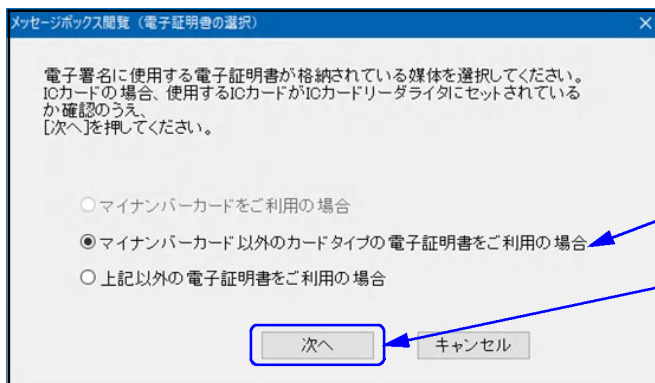 メッセージボックス閲覧（電子証明書の選択）
電子署名に使用する電子証明書が格納されている媒体を選択してください。
ICカードの場合、使用するICカードがICカードリーダライタにセットされている
か確認のうえ、
[次へ]を押してください。
マイナンバーカードをご利用の場合
マイナンバーカード以外のカードタイプの電子証明書をご利用の場合
上記以外の電子証明書をご利用の場合
次へ
キャンセル